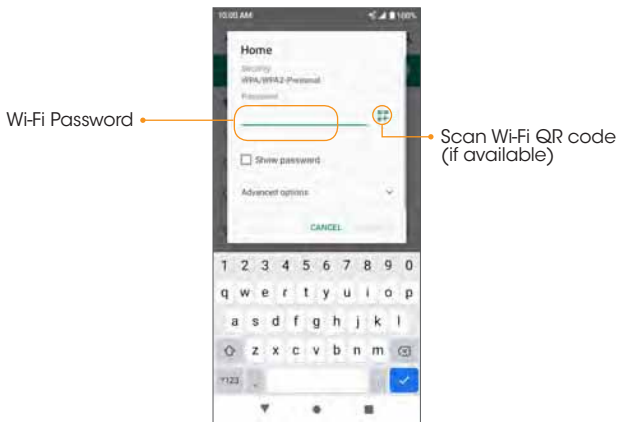 10:00 AM 100%
Home
Security
WPA/WPA2-Personal
Password
Wi-Fi Password
Scan Wi-Fi QR code
(if available)
Show password
Advanced options
CANCEL
1 2 3 4 5 6 7 8 9 0
q w e r t y u i o p
a s d f g h j k l
z x c v b n m
?123 ,